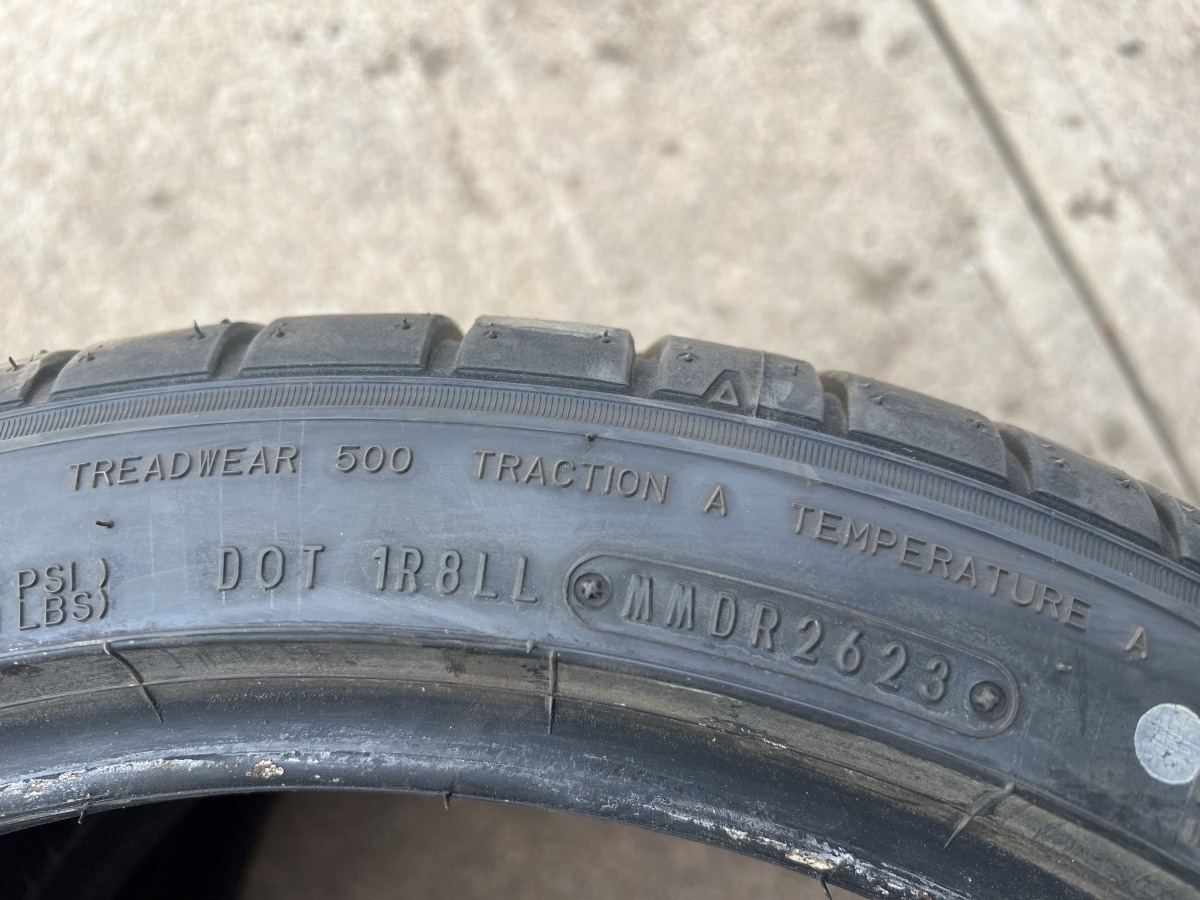 TREADWEAR 500 TRACTION A TEMPERATURE A
PSI)
LBS)
DOT 1R8LL MMDR2623